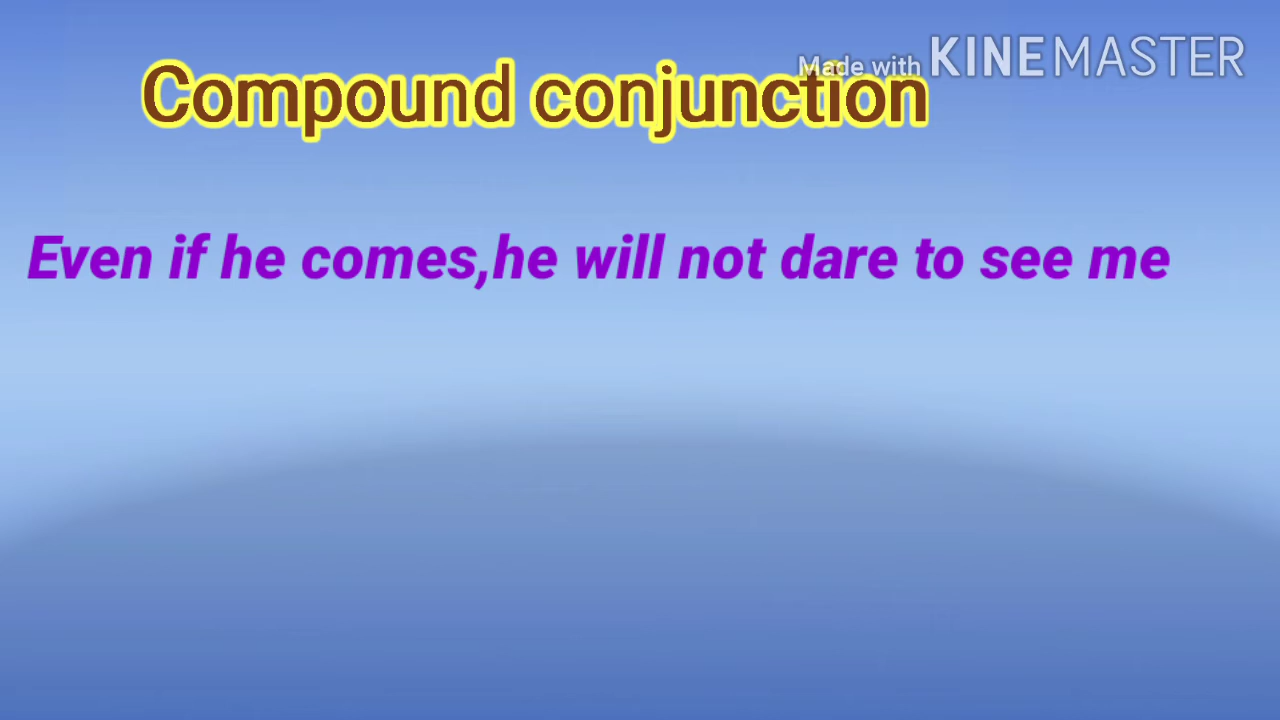 Made with KINEMASTER
Compound conjunction
Even if he comes,he will not dare to see me